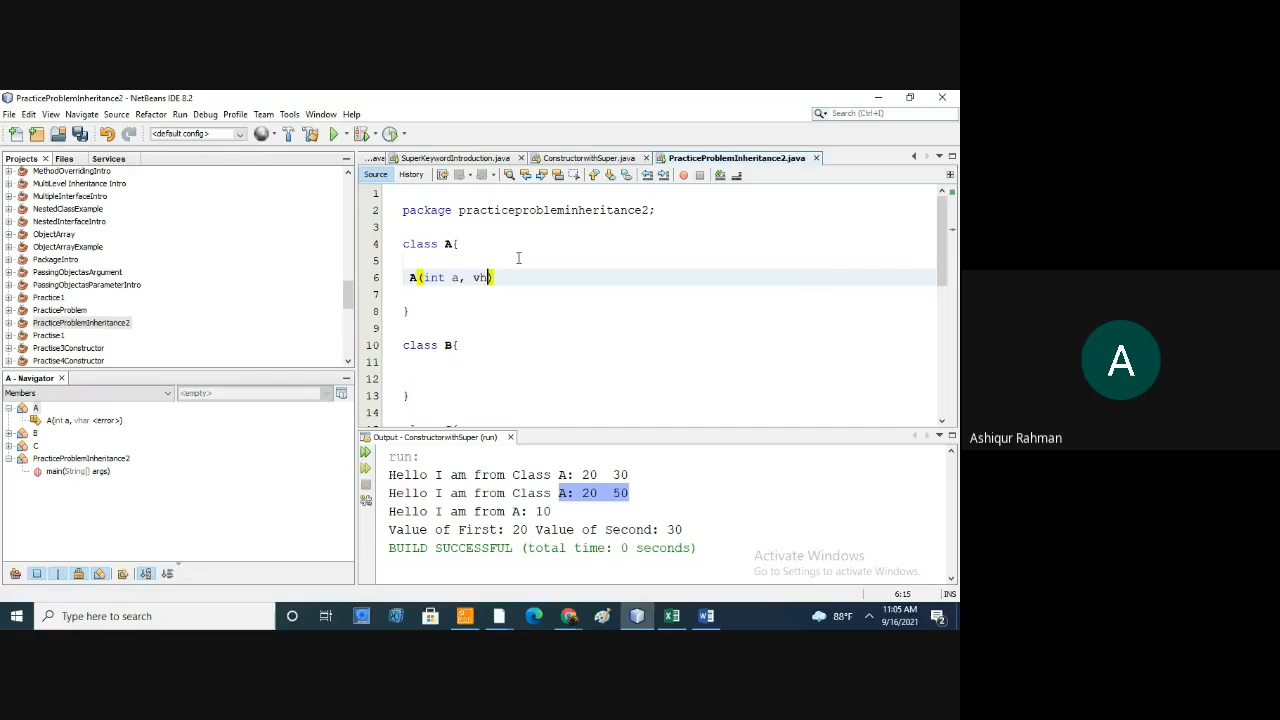 PracticeProblemInheritance2 - NetBeans IDE 8.2
File Edit View Navigate Source Refactor Run Debug Profile Team Tools Window Help
Search (Ctrl+I)
<default config>
Projects Files Services
...ava SuperKeywordIntroduction.java ConstructorwithSuper.java PracticeProblemInheritance2.java
Source History
MethodOverridingIntro
MultiLevel Inheritance Intro
MultipleInterfaceIntro
NestedClassExample
NestedInterfaceIntro
ObjectArray
ObjectArrayExample
PackageIntro
PassingObjectasArgument
PassingObjectasParameterIntro
Practice1
PracticeProblem
PracticeProblemInheritance2
Practise1
Practise3Constructor
Practise4Constructor
1
2 package practiceprobleminheritance2;
3
4 class A{
5
6 A(int a, vh)
7
8 }
9
10 class B{
11
12
13 }
14
A - Navigator
Members <empty>
A
A(int a, vhar <error>)
B
C
PracticeProblemInheritance2
main(String[] args)
Output - ConstructorwithSuper (run)
run:
Hello I am from Class A: 20 30
Hello I am from Class A: 20 50
Hello I am from A: 10
Value of First: 20 Value of Second: 30
BUILD SUCCESSFUL (total time: 0 seconds)
Activate Windows
Go to Settings to activate Windows.
6:15 INS
Type here to search
88°F
11:05 AM
9/16/2021
2
A
Ashiqur Rahman